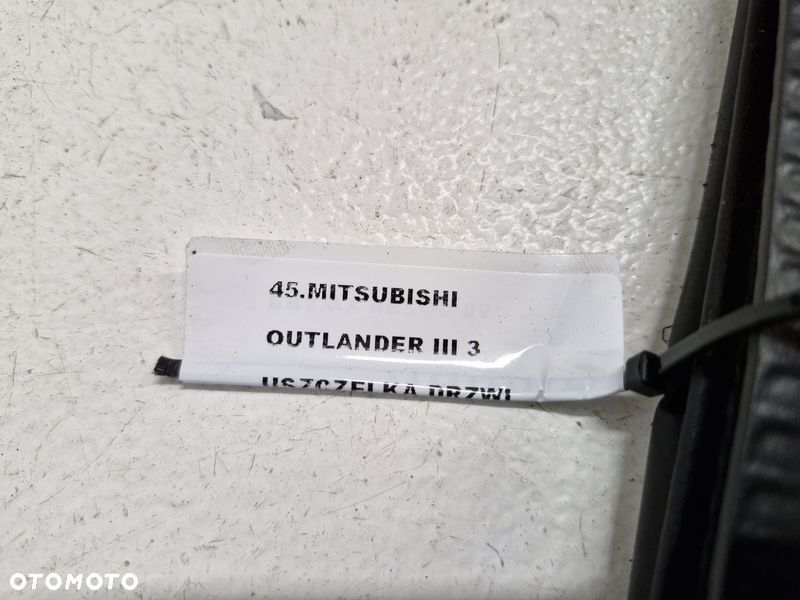 45.MITSUBISHI
OUTLANDER III 3
USZCZELKA DRZWI
OTOMOTO